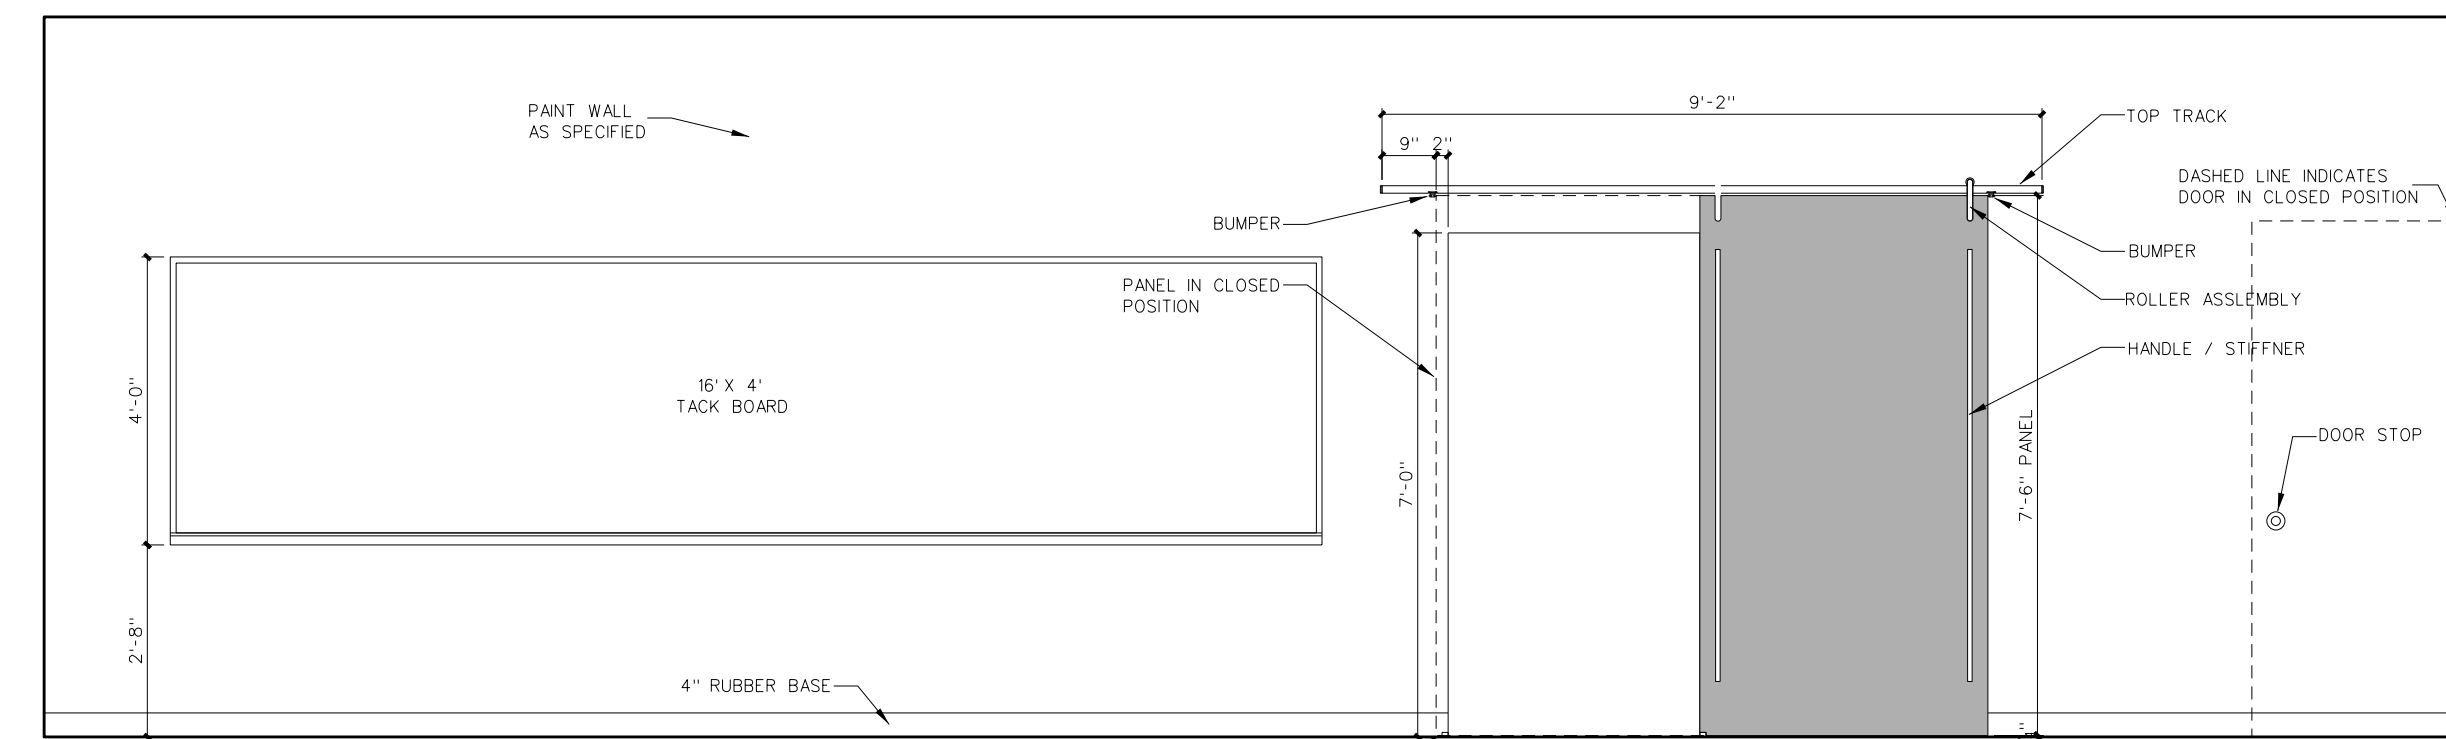 9'-2"
PAINT WALL
AS SPECIFIED
TOP TRACK
9" 2"
DASHED LINE INDICATES
DOOR IN CLOSED POSITION
BUMPER
BUMPER
PANEL IN CLOSED
POSITION
ROLLER ASSLEMBLY
HANDLE / STIFFNER
16' X 4'
TACK BOARD
4'-0"
DOOR STOP
7'-0"
7'-6" PANEL
2'-8"
4" RUBBER BASE